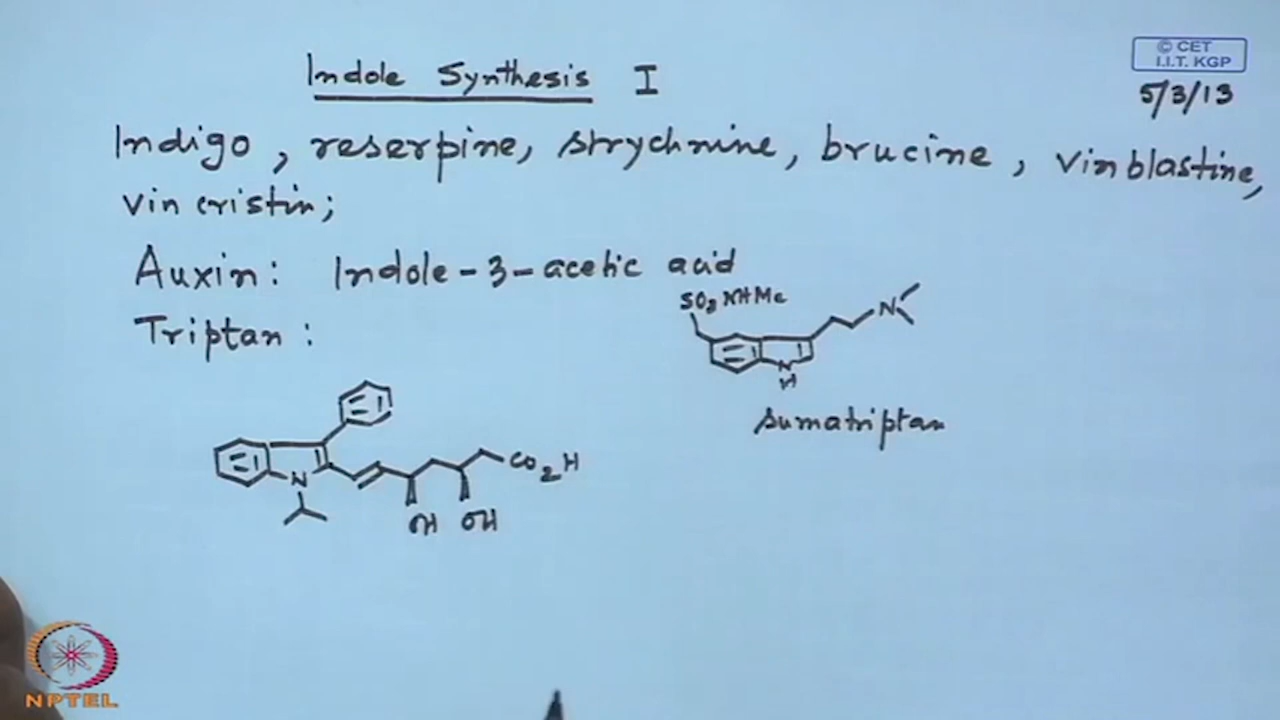 Indole Synthesis I
© CET
I.I.T. KGP
5/3/13
Indigo, reserpine, strychnine, brucine, vinblastine,
vincristin;
Auxin: Indole-3-acetic acid
Triptan:
SO2NHMe
N
N
H
sumatriptan
N
CO2H
OH OH
NPTEL